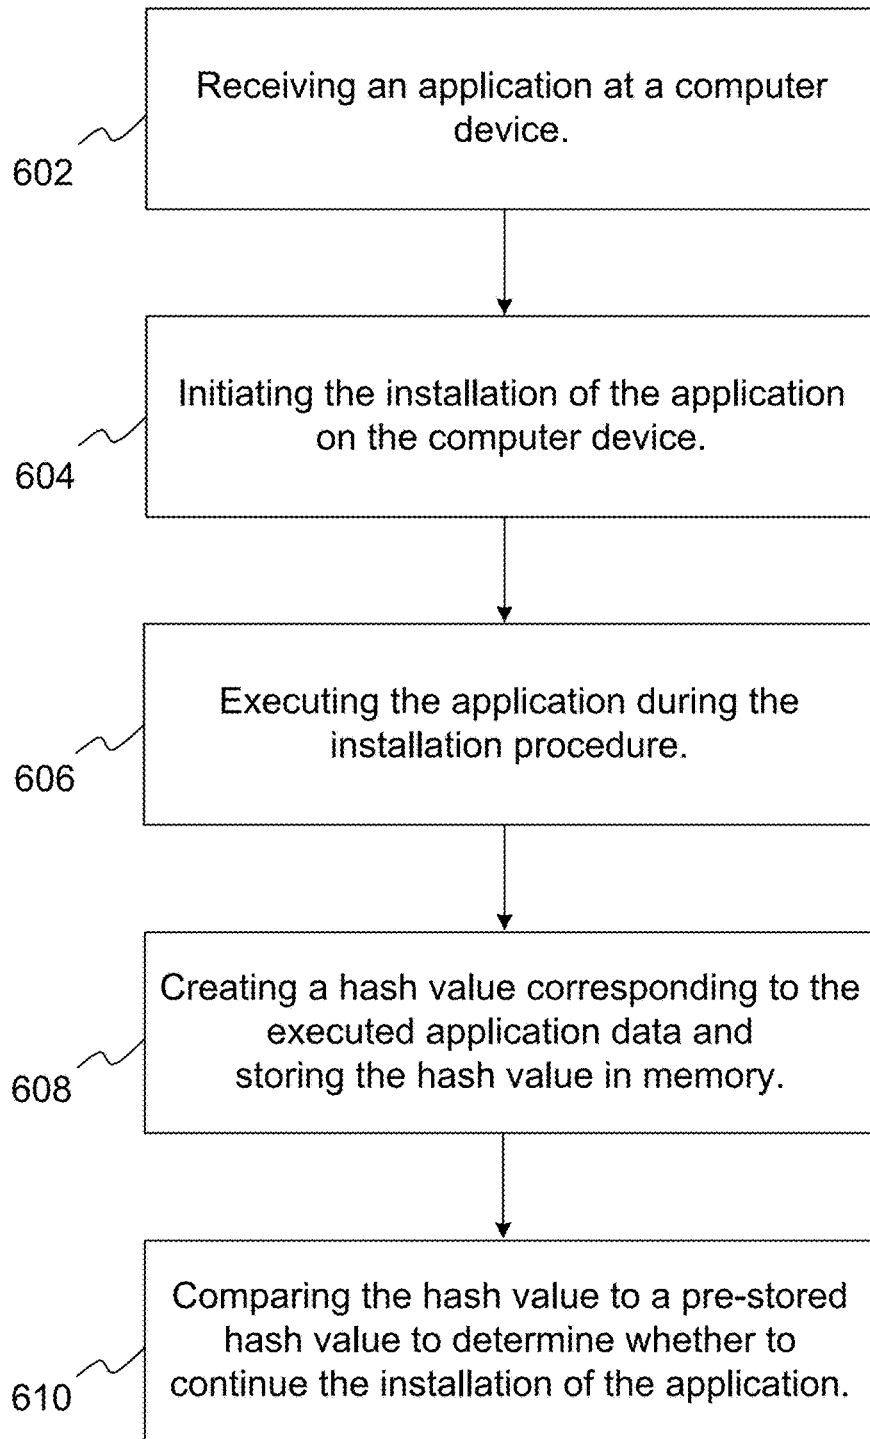 Receiving an application at a computer
device.
602
Initiating the installation of the application
on the computer device.
604
Executing the application during the
installation procedure.
606
Creating a hash value corresponding to the
executed application data and
storing the hash value in memory.
608
Comparing the hash value to a pre-stored
hash value to determine whether to
continue the installation of the application.
610